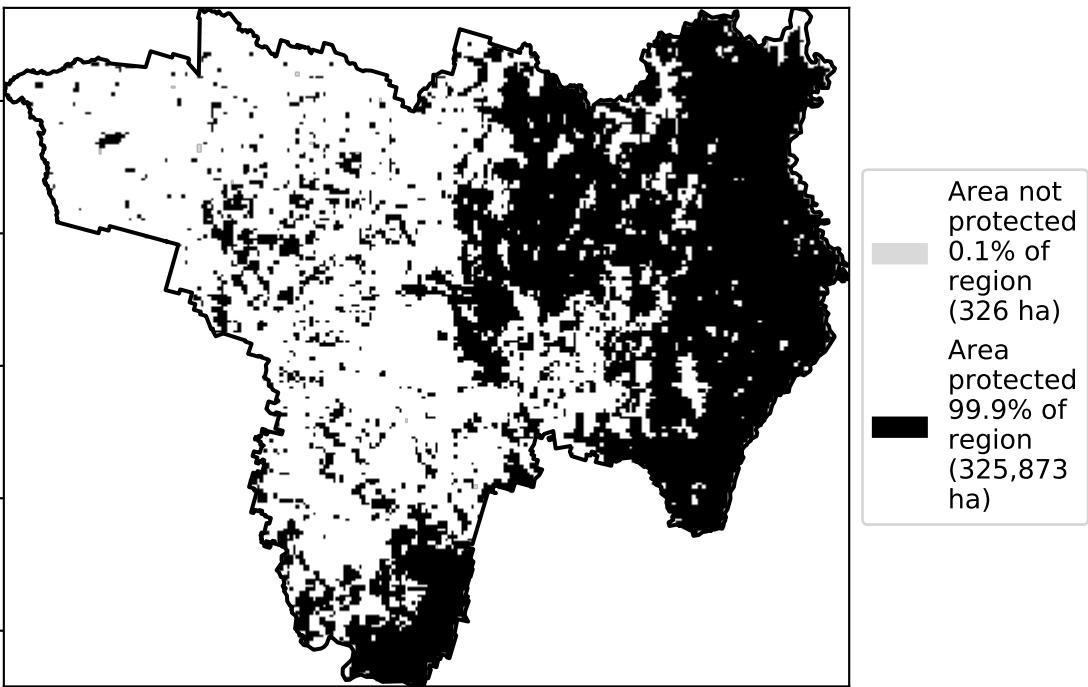 Area not
protected
0.1% of
region
(326 ha)
Area
protected
99.9% of
region
(325,873
ha)